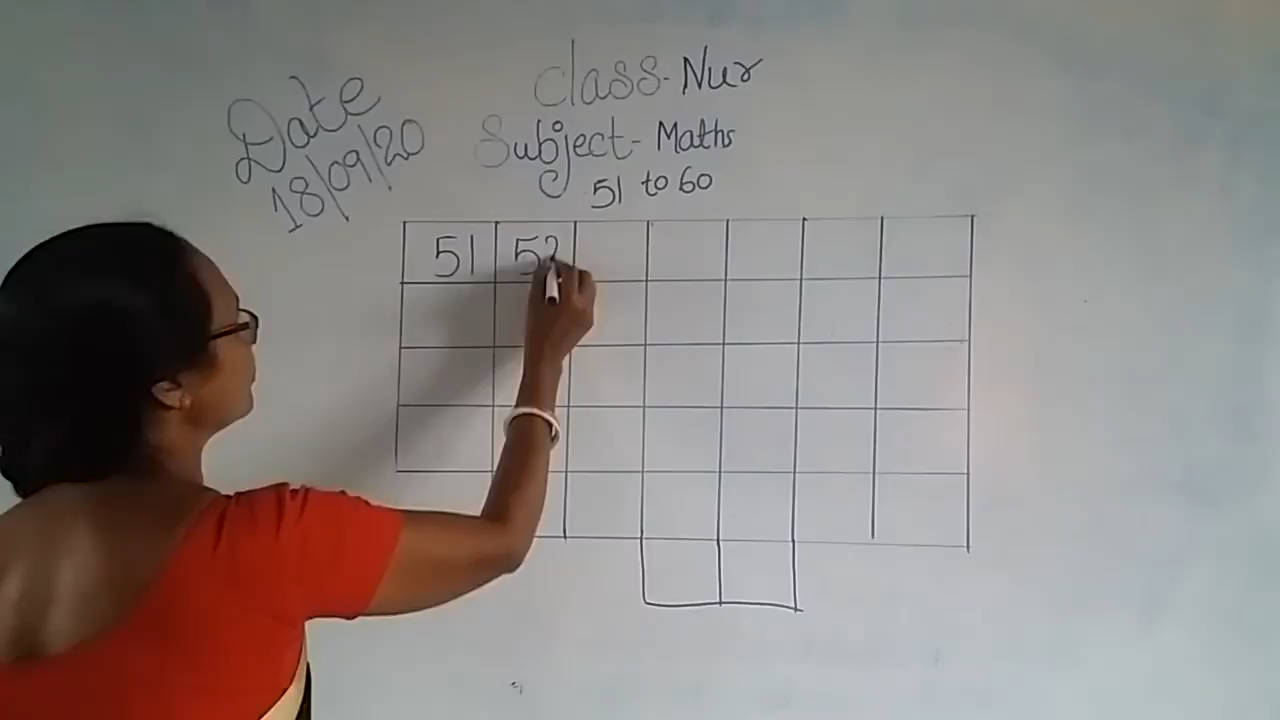 Date
18/09/20
Class-Nur
Subject-Maths
51 to 60
51 52